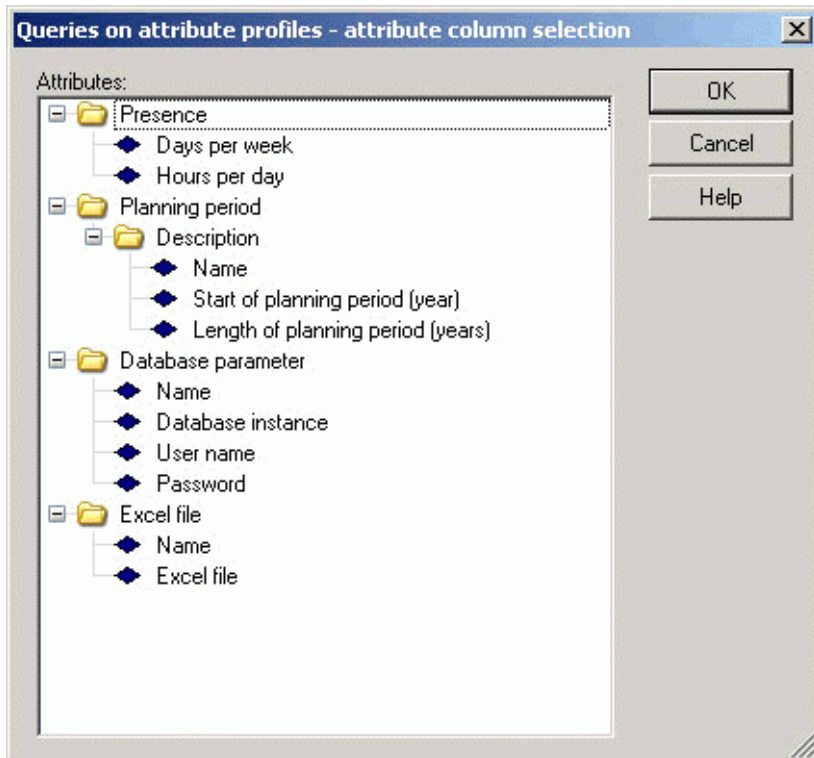 Queries on attribute profiles - attribute column selection
Attributes:
OK
Presence
Days per week
Cancel
Hours per day
Help
Planning period
Description
Name
Start of planning period (year)
Length of planning period (years)
Database parameter
Name
Database instance
User name
Password
Excel file
Name
Excel file